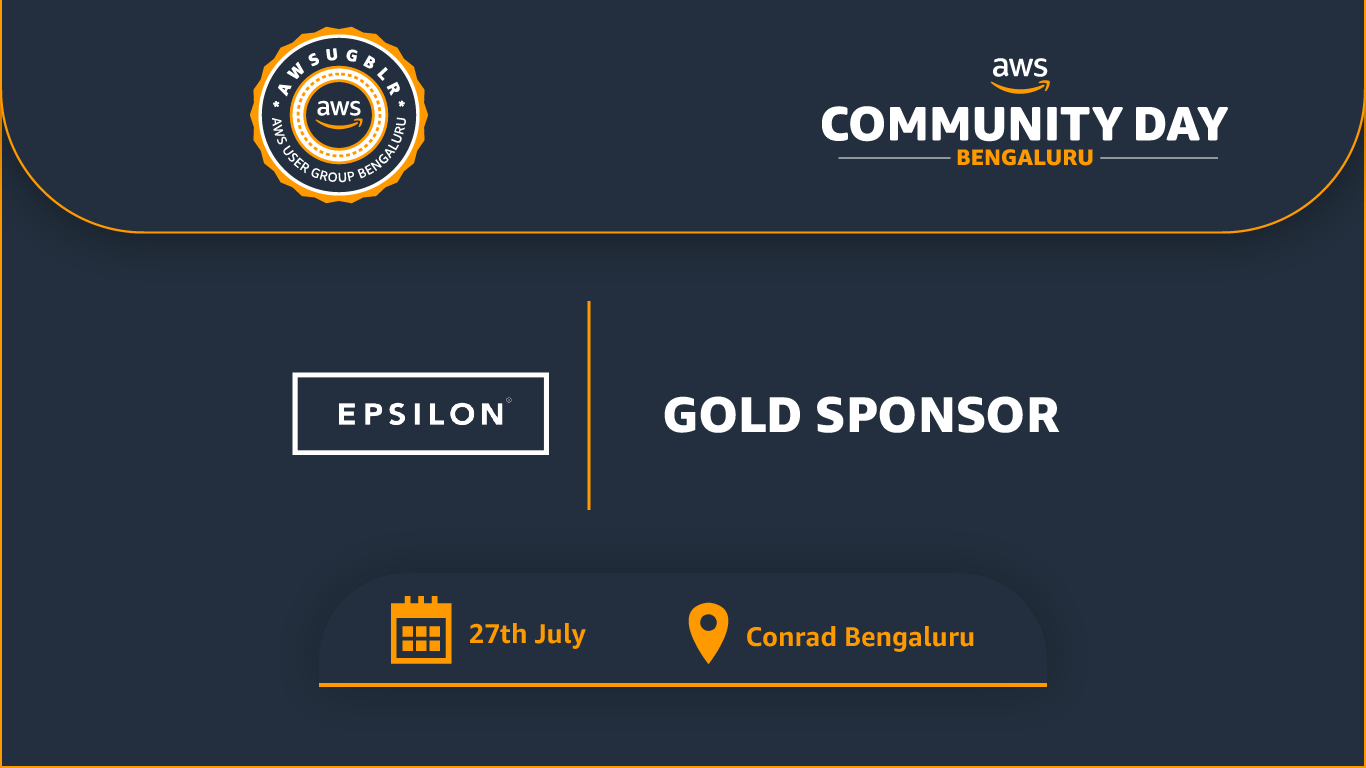 * AWSUGBLR *
aws
AWS USER GROUP BENGALURU
aws
COMMUNITY DAY
BENGALURU
EPSILON®
GOLD SPONSOR
27th July
Conrad Bengaluru